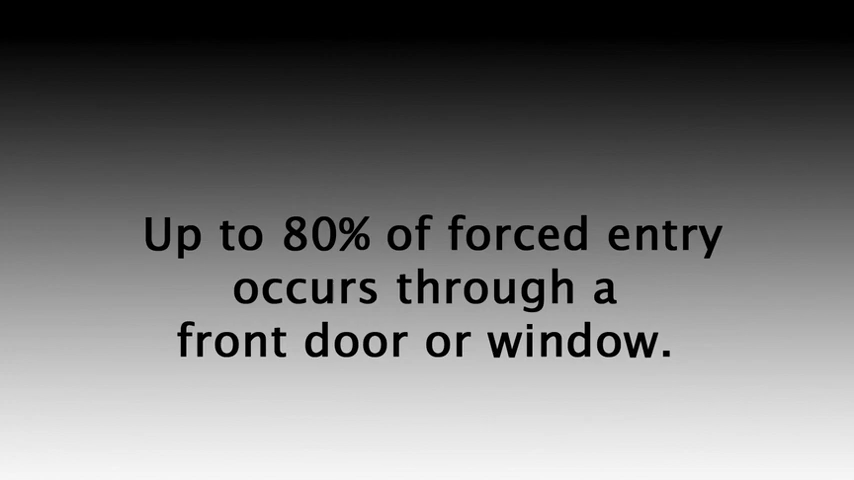 Up to 80% of forced entry
occurs through a
front door or window.